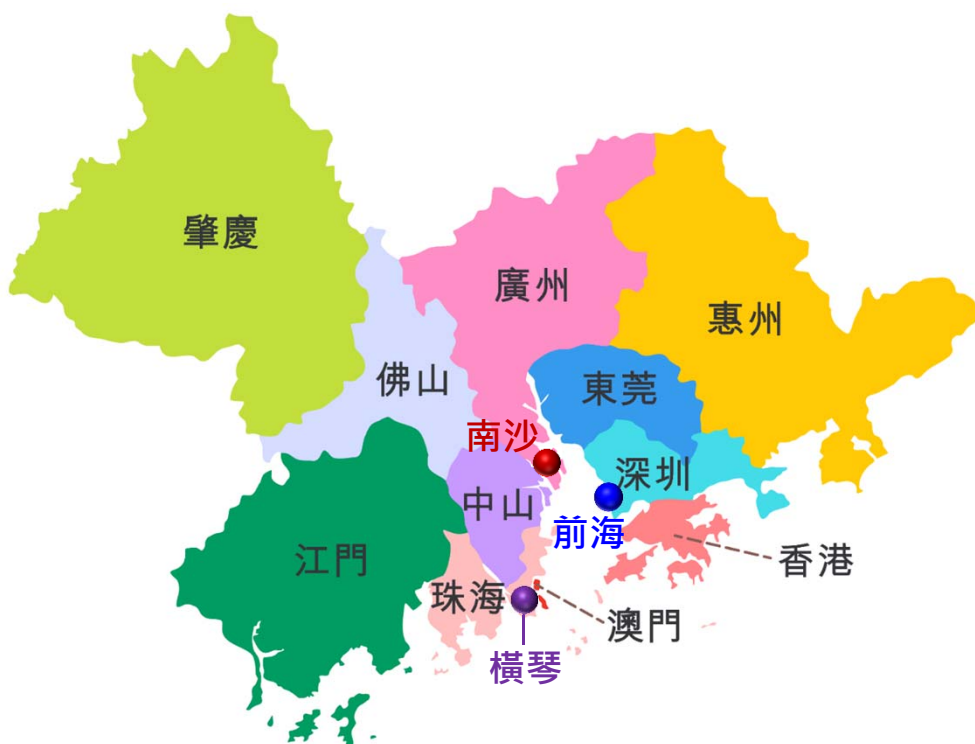 肇慶
廣州
惠州
佛山
東莞
南沙
深圳
中山
前海
江門
香港
珠海
澳門
橫琴